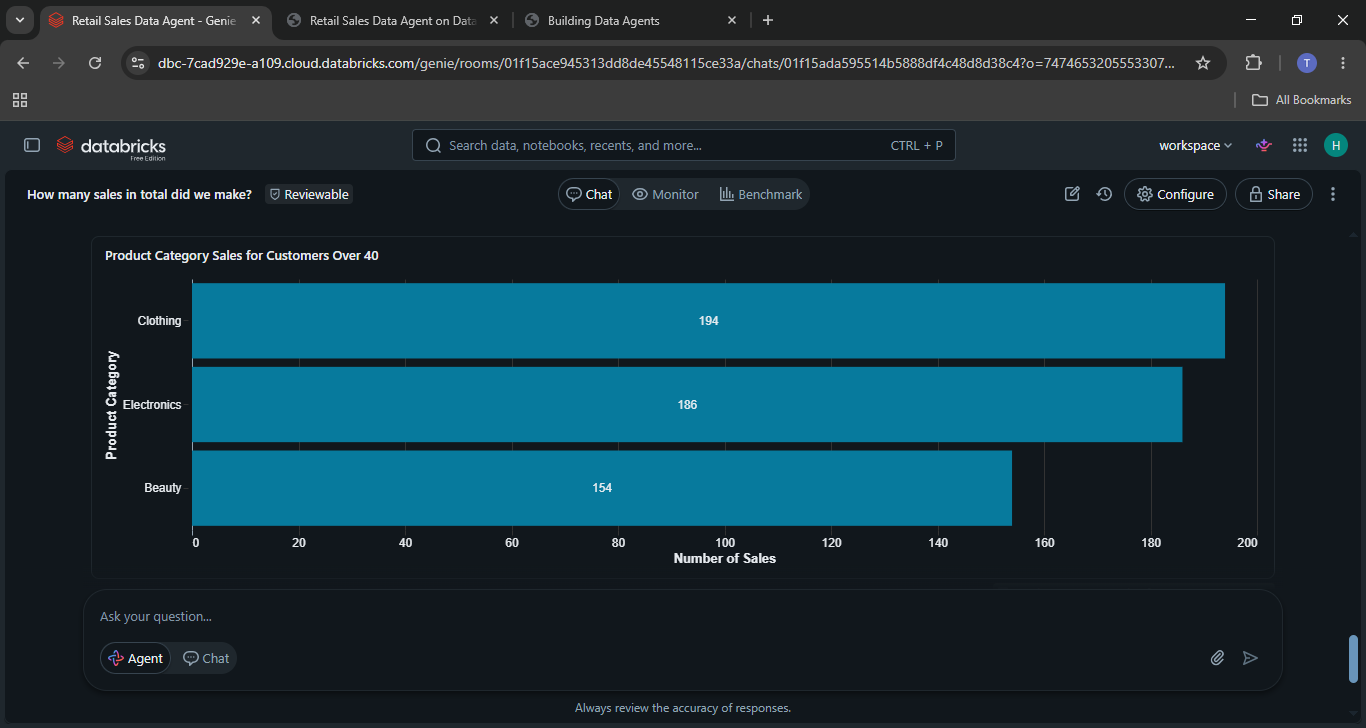 Retail Sales Data Agent - Genie
Retail Sales Data Agent on Data
Building Data Agents
dbc-7cad929e-a109.cloud.databricks.com/genie/rooms/01f15ace945313dd8de45548115ce33a/chats/01f15ada595514b5888df4c48d8d38c4?o=7474653205553307...
T
All Bookmarks
databricks
Free Edition
Search data, notebooks, recents, and more...
CTRL + P
workspace
H
How many sales in total did we make?
Reviewable
Chat
Monitor
Benchmark
Configure
Share
Product Category Sales for Customers Over 40
Product Category
Clothing
194
Electronics
186
Beauty
154
0 20 40 60 80 100 120 140 160 180 200
Number of Sales
Ask your question...
Agent
Chat
Always review the accuracy of responses.